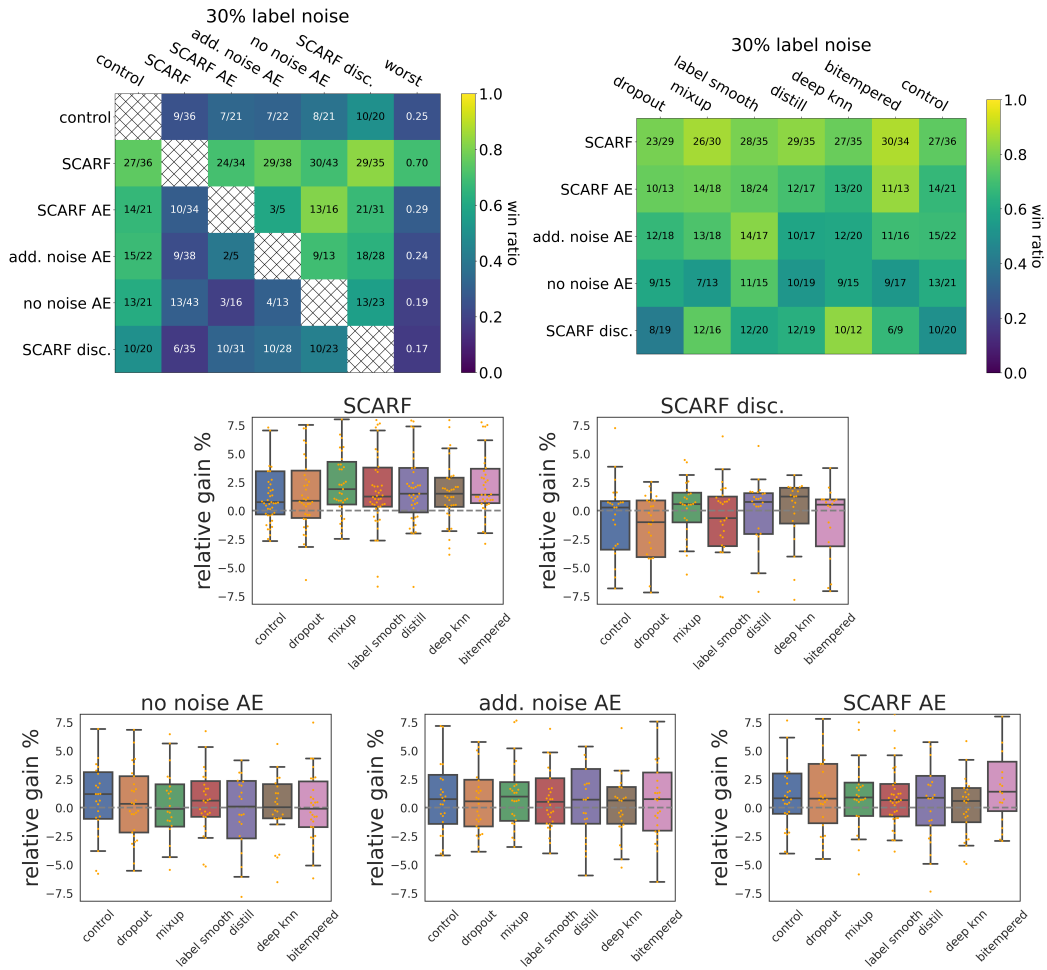 30% label noise
control SCARF SCARF AE add. noise AE no noise AE SCARF disc. worst
control 9/36 7/21 7/22 8/21 10/20 0.25
SCARF 27/36 24/34 29/38 30/43 29/35 0.70
SCARF AE 14/21 10/34 3/5 13/16 21/31 0.29
add. noise AE 15/22 9/38 2/5 9/13 18/28 0.24
no noise AE 13/21 13/43 3/16 4/13 13/23 0.19
SCARF disc. 10/20 6/35 10/31 10/28 10/23 0.17
1.0
0.8
0.6
0.4
0.2
0.0
win ratio
30% label noise
dropout mixup label smooth distill deep knn bitempered control
SCARF 23/29 26/30 28/35 29/35 27/35 30/34 27/36
SCARF AE 10/13 14/18 18/24 12/17 13/20 11/13 14/21
add. noise AE 12/18 13/18 14/17 10/17 12/20 11/16 15/22
no noise AE 9/15 7/13 11/15 10/19 9/15 9/17 13/21
SCARF disc. 8/19 12/16 12/20 12/19 10/12 6/9 10/20
1.0
0.8
0.6
0.4
0.2
0.0
win ratio
SCARF
relative gain %
7.5
5.0
2.5
0.0
−2.5
−5.0
−7.5
control dropout mixup label smooth distill deep knn bitempered
SCARF disc.
relative gain %
7.5
5.0
2.5
0.0
−2.5
−5.0
−7.5
control dropout mixup label smooth distill deep knn bitempered
no noise AE
relative gain %
7.5
5.0
2.5
0.0
−2.5
−5.0
−7.5
control dropout mixup label smooth distill deep knn bitempered
add. noise AE
relative gain %
7.5
5.0
2.5
0.0
−2.5
−5.0
−7.5
control dropout mixup label smooth distill deep knn bitempered
SCARF AE
relative gain %
7.5
5.0
2.5
0.0
−2.5
−5.0
−7.5
control dropout mixup label smooth distill deep knn bitempered